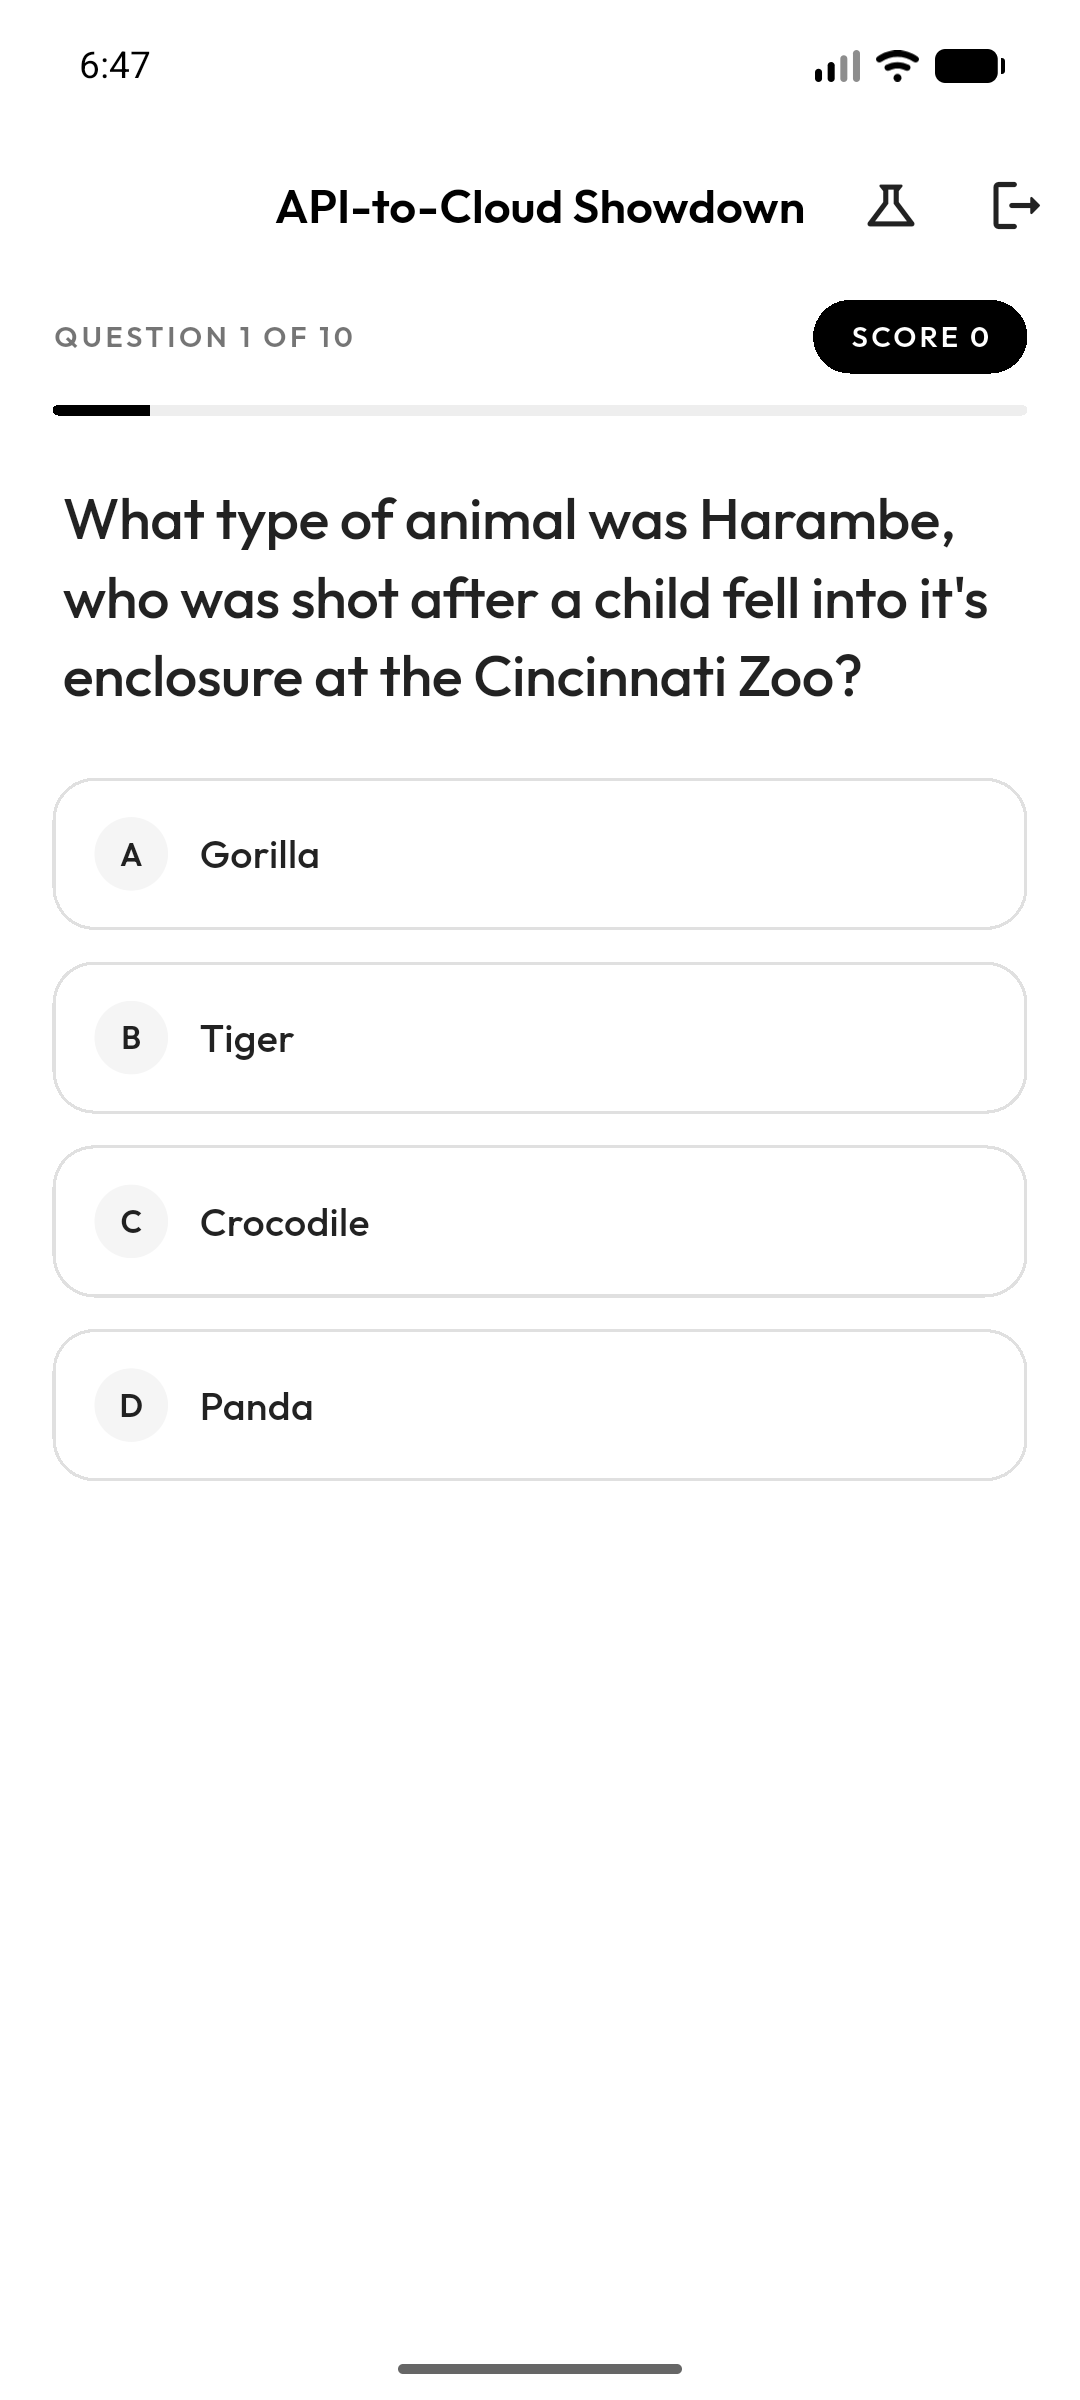 6:47
API-to-Cloud Showdown
QUESTION 1 OF 10
SCORE 0
What type of animal was Harambe,
who was shot after a child fell into it's
enclosure at the Cincinnati Zoo?
A Gorilla
B Tiger
C Crocodile
D Panda